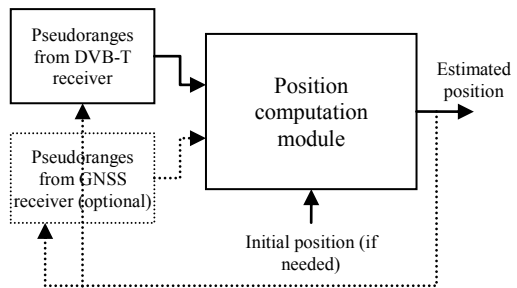 Pseudoranges
from DVB-T
receiver
Pseudoranges
from GNSS
receiver (optional)
Position
computation
module
Estimated
position
Initial position (if
needed)